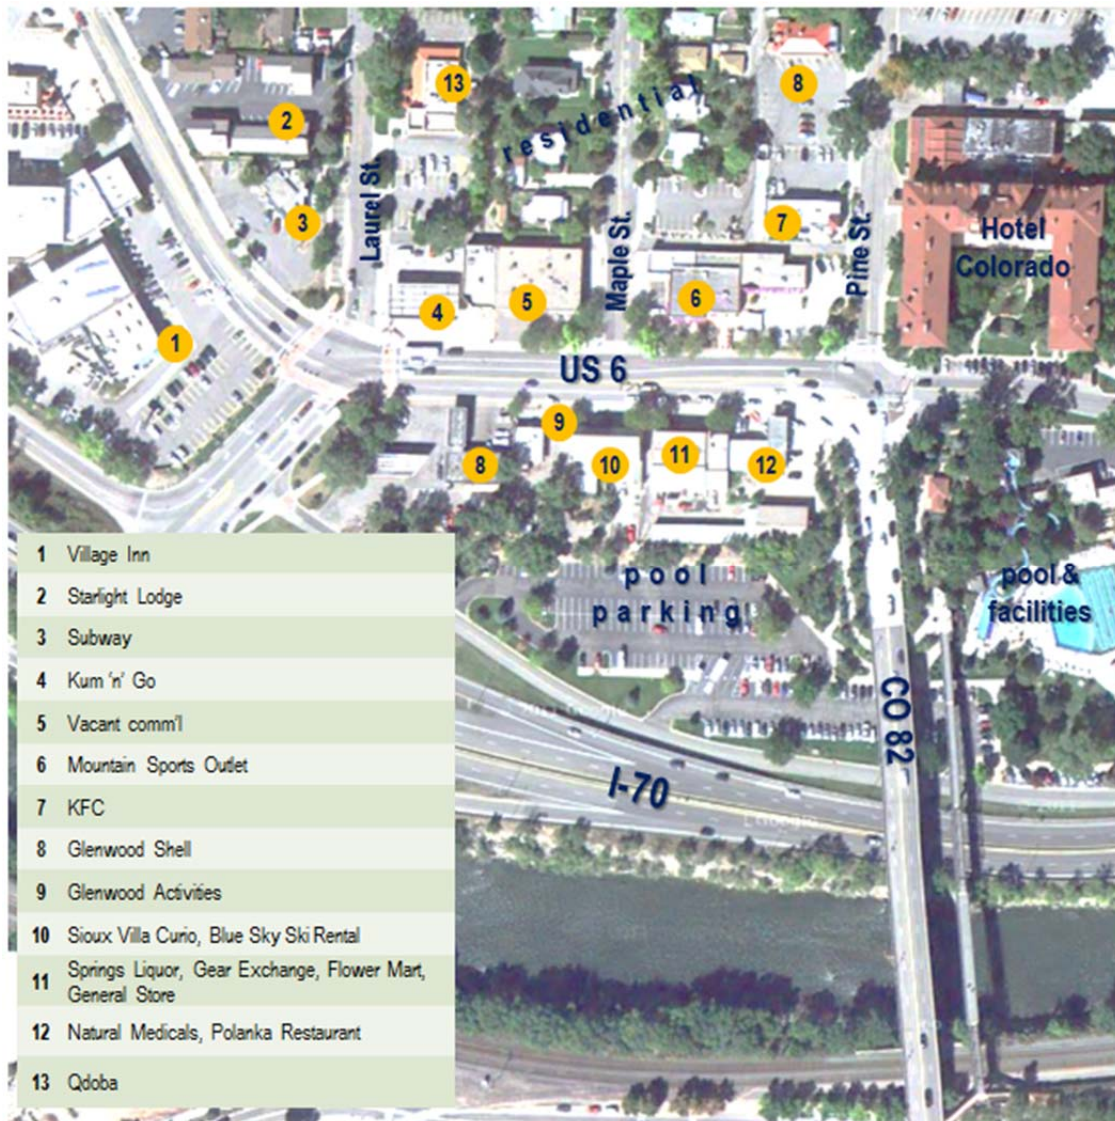 13
8
residential
2
Laurel St.
3
7
Pine St.
Hotel
Colorado
Maple St.
4
5
6
1
US 6
9
8
10
11
12
pool
parking
pool &
facilities
CO 82
I-70
1 Village Inn
2 Starlight Lodge
3 Subway
4 Kum 'n' Go
5 Vacant comm'l
6 Mountain Sports Outlet
7 KFC
8 Glenwood Shell
9 Glenwood Activities
10 Sioux Villa Curio, Blue Sky Ski Rental
11 Springs Liquor, Gear Exchange, Flower Mart,
General Store
12 Natural Medicals, Polanka Restaurant
13 Qdoba